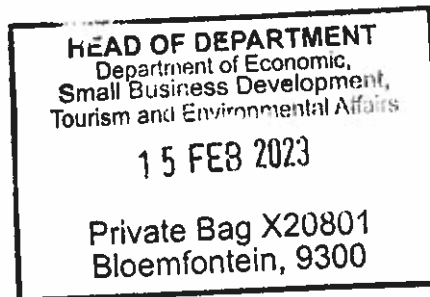 HEAD OF DEPARTMENT
Department of Economic,
Small Business Development,
Tourism and Environmental Affairs
15 FEB 2023
Private Bag X20801
Bloemfontein, 9300